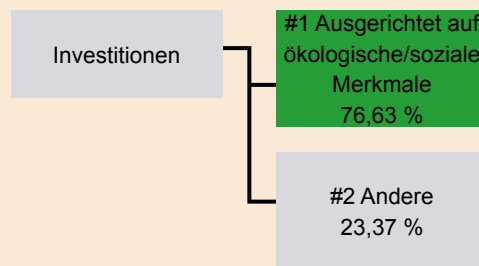 Investitionen
#1 Ausgerichtet auf
ökologische/soziale
Merkmale
76,63 %
#2 Andere
23,37 %